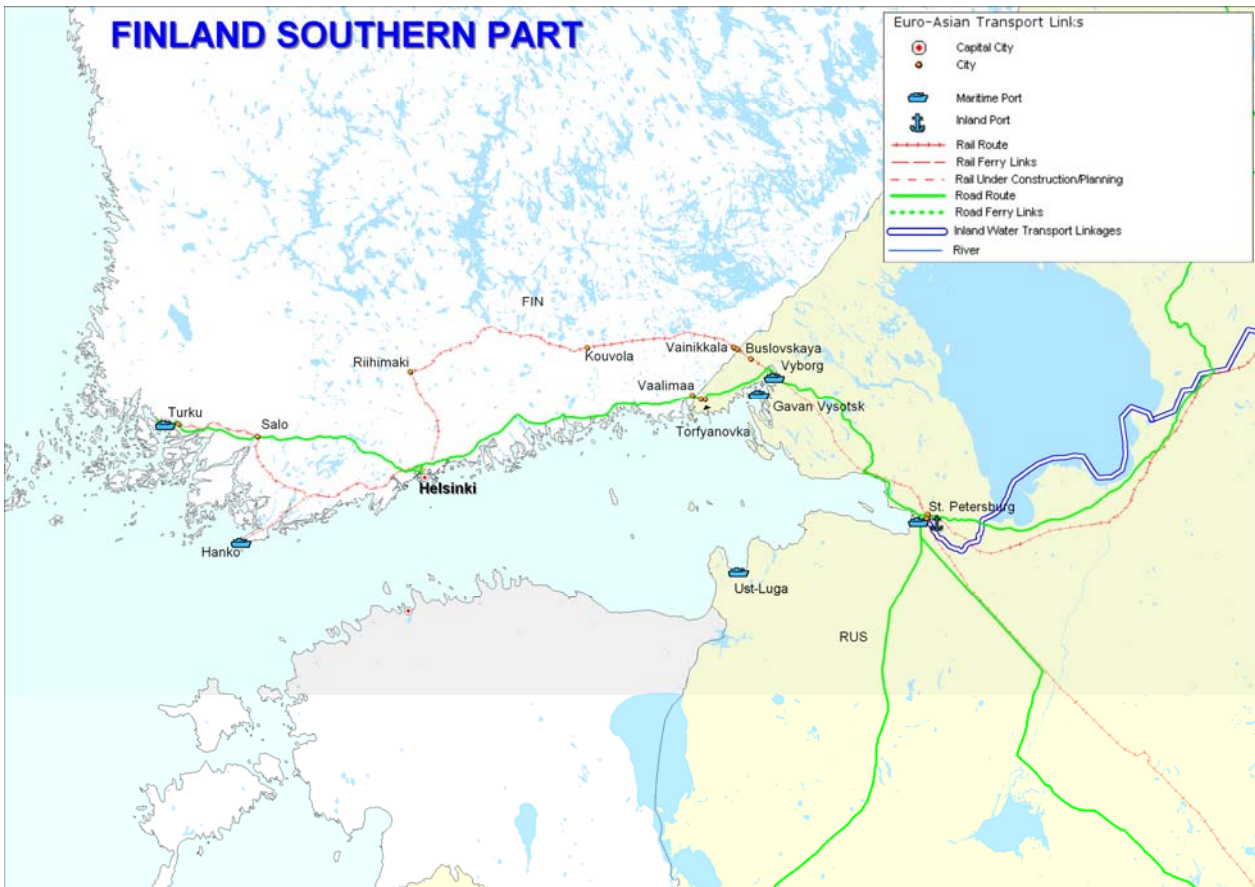 FINLAND SOUTHERN PART
Euro-Asian Transport Links
Capital City
City
Maritime Port
Inland Port
Rail Route
Rail Ferry Links
Rail Under Construction/Planning
Road Route
Road Ferry Links
Inland Water Transport Linkages
River
FIN
Riihimaki
Kouvola
Vainikkala
Buslovskaya
Vyborg
Vaalimaa
Gavan Vysotsk
Torfyanovka
Turku
Salo
Helsinki
Hanko
St. Petersburg
Ust-Luga
RUS